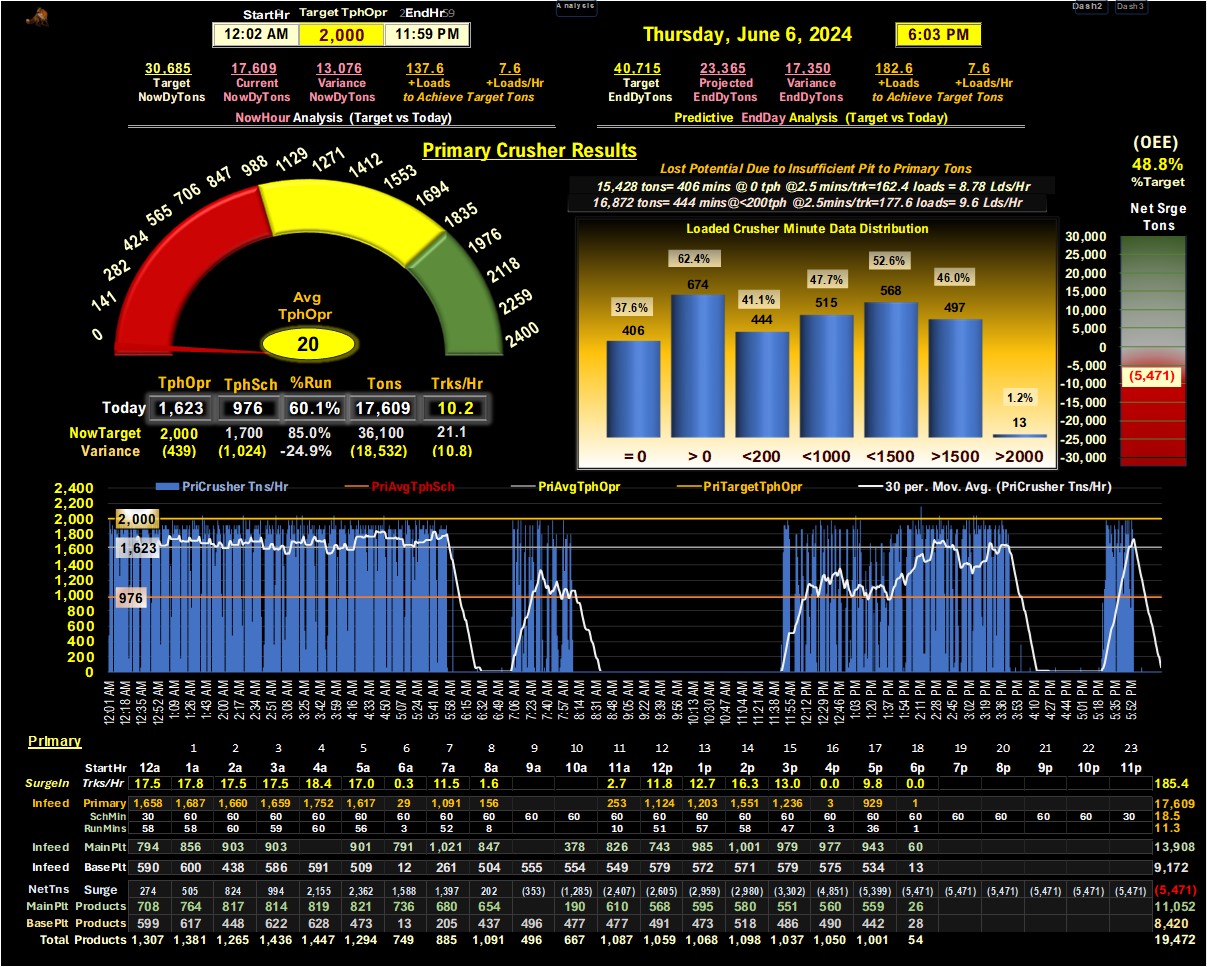 StartHr Target TphOpr EndHr
12:02 AM 2,000 11:59 PM
Analysis
Thursday, June 6, 2024 6:03 PM
Dash2 Dash3
30,685 17,609 13,076 137.6 7.6
Target Current Variance +Loads +Loads/Hr
NowDyTons NowDyTons NowDyTons to Achieve Target Tons
NowHour Analysis (Target vs Today)
40,715 23,365 17,350 182.6 7.6
Target Projected Variance +Loads +Loads/Hr
EndDyTons EndDyTons EndDyTons to Achieve Target Tons
Predictive EndDay Analysis (Target vs Today)
Primary Crusher Results
0 141 282 424 565 706 847 988 1129 1271 1412 1553 1694 1835 1976 2118 2259 2400
Avg
TphOpr
20
TphOpr TphSch %Run Tons Trks/Hr
Today 1,623 976 60.1% 17,609 10.2
NowTarget 2,000 1,700 85.0% 36,100 21.1
Variance (439) (1,024) -24.9% (18,532) (10.8)
Lost Potential Due to Insufficient Pit to Primary Tons
15,428 tons= 406 mins @ 0 tph @2.5 mins/trk=162.4 loads = 8.78 Lds/Hr
16,872 tons= 444 mins@<200tph @2.5mins/trk=177.6 loads= 9.6 Lds/Hr
Loaded Crusher Minute Data Distribution
37.6% 62.4% 41.1% 47.7% 52.6% 46.0% 1.2%
406 674 444 515 568 497 13
= 0 > 0 <200 <1000 <1500 >1500 >2000
(OEE)
48.8%
%Target
Net Srge
Tons
30,000
25,000
20,000
15,000
10,000
5,000
0
-5,000
(5,471)
-10,000
-15,000
-20,000
-25,000
-30,000
PriCrusher Tns/Hr PriAvgTphSch PriAvgTphOpr PriTargetTphOpr 30 per. Mov. Avg. (PriCrusher Tns/Hr)
2,400
2,200
2,000 2,000
1,800
1,600 1,623
1,400
1,200
1,000 976
800
600
400
200
0
12:01 AM 12:18 AM 12:35 AM 12:52 AM 1:09 AM 1:26 AM 1:43 AM 2:00 AM 2:17 AM 2:34 AM 2:51 AM 3:08 AM 3:25 AM 3:42 AM 3:59 AM 4:16 AM 4:33 AM 4:50 AM 5:07 AM 5:24 AM 5:41 AM 5:58 AM 6:15 AM 6:32 AM 6:49 AM 7:06 AM 7:23 AM 7:40 AM 7:57 AM 8:14 AM 8:31 AM 8:48 AM 9:05 AM 9:22 AM 9:39 AM 9:56 AM 10:13 AM 10:30 AM 10:47 AM 11:04 AM 11:21 AM 11:38 AM 11:55 AM 12:12 PM 12:29 PM 12:46 PM 1:03 PM 1:20 PM 1:37 PM 1:54 PM 2:11 PM 2:28 PM 2:45 PM 3:02 PM 3:19 PM 3:36 PM 3:53 PM 4:10 PM 4:27 PM 4:44 PM 5:01 PM 5:18 PM 5:35 PM 5:52 PM
Primary
1 2 3 4 5 6 7 8 9 10 11 12 13 14 15 16 17 18 19 20 21 22 23
StartHr 12a 1a 2a 3a 4a 5a 6a 7a 8a 9a 10a 11a 12p 1p 2p 3p 4p 5p 6p 7p 8p 9p 10p 11p
SurgeIn Trks/Hr 17.5 17.8 17.5 17.5 18.4 17.0 0.3 11.5 1.6 2.7 11.8 12.7 16.3 13.0 0.0 9.8 0.0 185.4
Infeed Primary 1,658 1,687 1,660 1,659 1,752 1,617 29 1,091 156 253 1,124 1,203 1,551 1,236 3 929 1 17,609
SchMin 30 60 60 60 60 60 60 60 60 60 60 60 60 60 60 60 60 60 60 60 60 60 60 30 18.5
RunMins 58 58 60 59 60 56 3 52 8 10 51 57 58 47 3 36 1 11.3
Infeed MainPlt 794 856 903 903 901 791 1,021 847 378 826 743 985 1,001 979 977 943 60 13,908
Infeed BasePlt 590 600 438 586 591 509 12 261 504 555 554 549 579 572 571 579 575 534 13 9,172
NetTns Surge 274 505 824 994 2,155 2,362 1,588 1,397 202 (353) (1,285) (2,407) (2,605) (2,959) (2,980) (3,302) (4,851) (5,399) (5,471) (5,471) (5,471) (5,471) (5,471) (5,471) (5,471)
MainPlt Products 708 764 817 814 819 821 736 680 654 190 610 568 595 580 551 560 559 26 11,052
BasePlt Products 599 617 448 622 628 473 13 205 437 496 477 477 491 473 518 486 490 442 28 8,420
Total Products 1,307 1,381 1,265 1,436 1,447 1,294 749 885 1,091 496 667 1,087 1,059 1,068 1,098 1,037 1,050 1,001 54 19,472